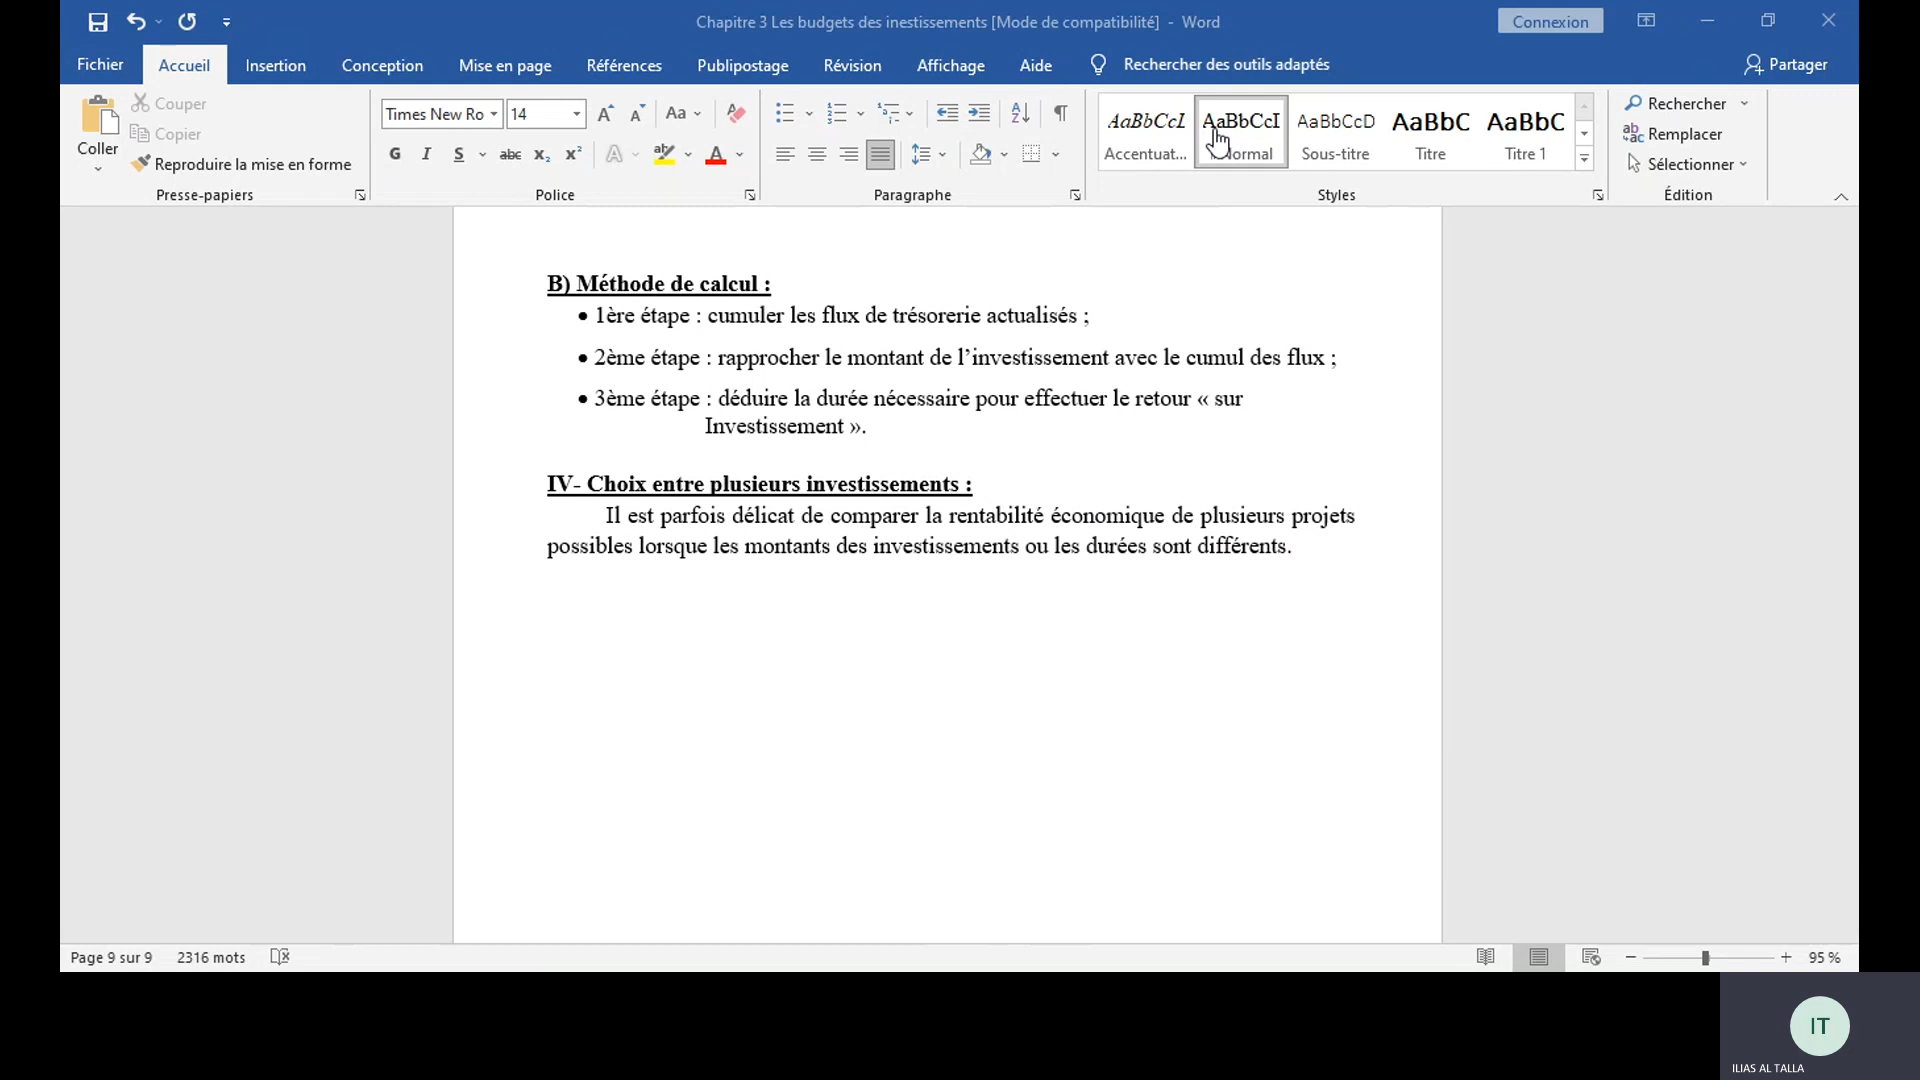 Chapitre 3 Les budgets des inestissements [Mode de compatibilité] - Word
Connexion
Fichier Accueil Insertion Conception Mise en page Références Publipostage Révision Affichage Aide Rechercher des outils adaptés Partager
Coller
Couper
Copier
Reproduire la mise en forme
Presse-papiers
Times New Ro 14
Aa
G I S abc x₂ x² A A
Police
Paragraphe
AaBbCcI AaBbCcI AaBbCcD AaBbC AaBbC
Accentuat... Normal Sous-titre Titre Titre 1
Styles
Rechercher
Remplacer
Sélectionner
Édition
B) Méthode de calcul :
• 1ère étape : cumuler les flux de trésorerie actualisés ;
• 2ème étape : rapprocher le montant de l’investissement avec le cumul des flux ;
• 3ème étape : déduire la durée nécessaire pour effectuer le retour « sur
Investissement ».
IV- Choix entre plusieurs investissements :
Il est parfois délicat de comparer la rentabilité économique de plusieurs projets
possibles lorsque les montants des investissements ou les durées sont différents.
Page 9 sur 9 2316 mots
95 %
IT
ILIAS AL TALLA